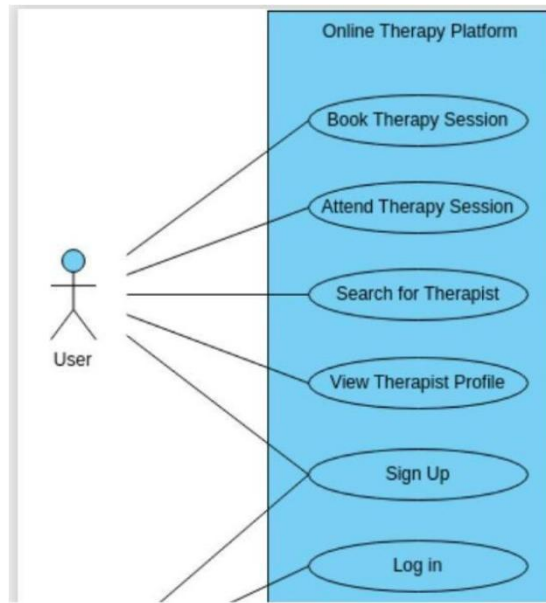 Online Therapy Platform
Book Therapy Session
Attend Therapy Session
Search for Therapist
User
View Therapist Profile
Sign Up
Log in